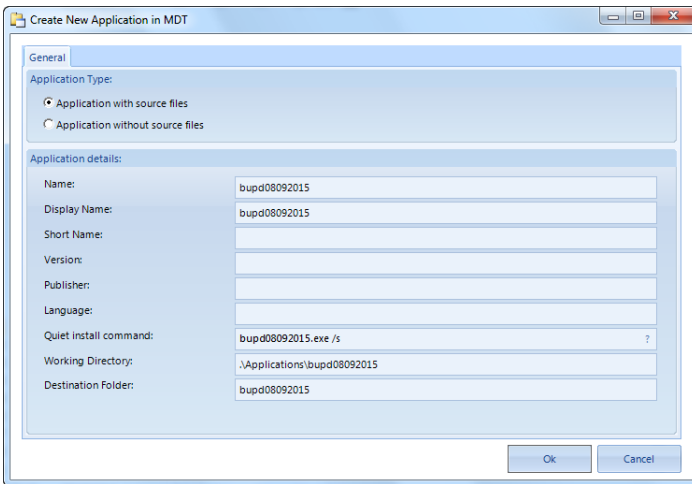 Create New Application in MDT
General
Application Type:
Application with source files
Application without source files
Application details:
Name: bupd08092015
Display Name: bupd08092015
Short Name:
Version:
Publisher:
Language:
Quiet install command: bupd08092015.exe /s ?
Working Directory: .\Applications\bupd08092015
Destination Folder: bupd08092015
Ok Cancel